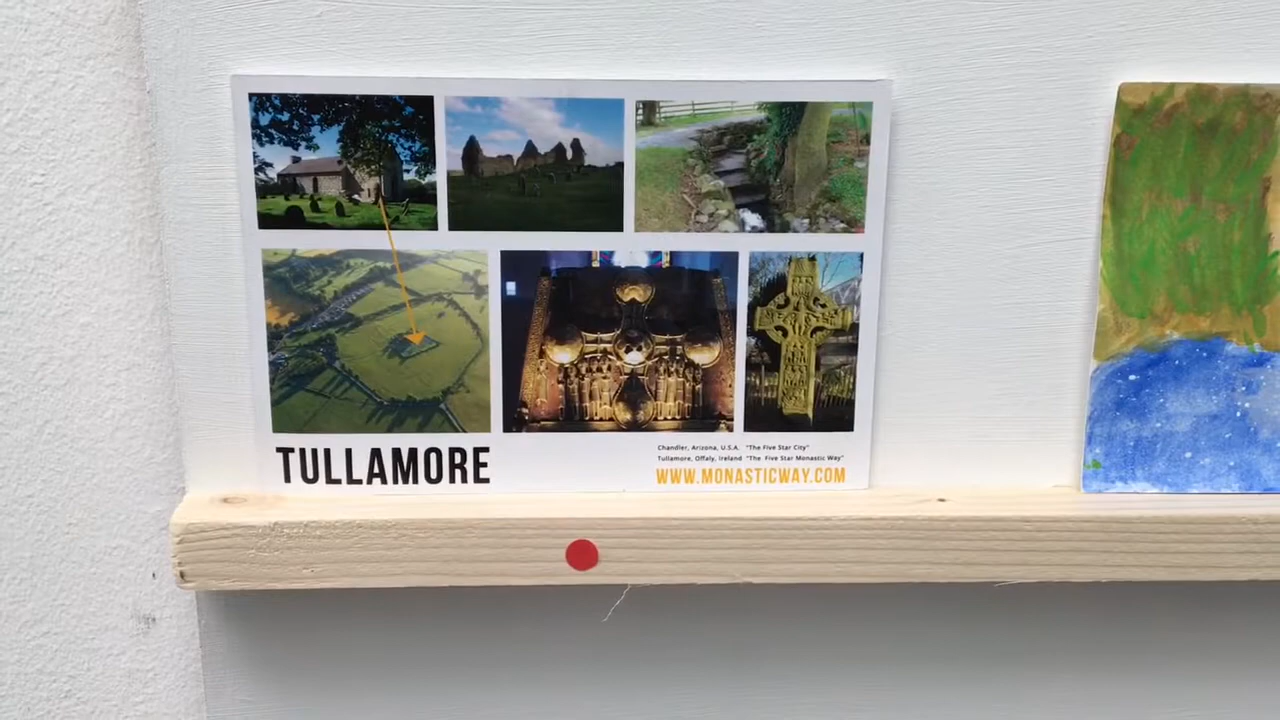 TULLAMORE
Chandler, Arizona, U.S.A. "The Five Star City"
Tullamore, Offaly, Ireland "The Five Star Monastic Way"
WWW.MONASTICWAY.COM